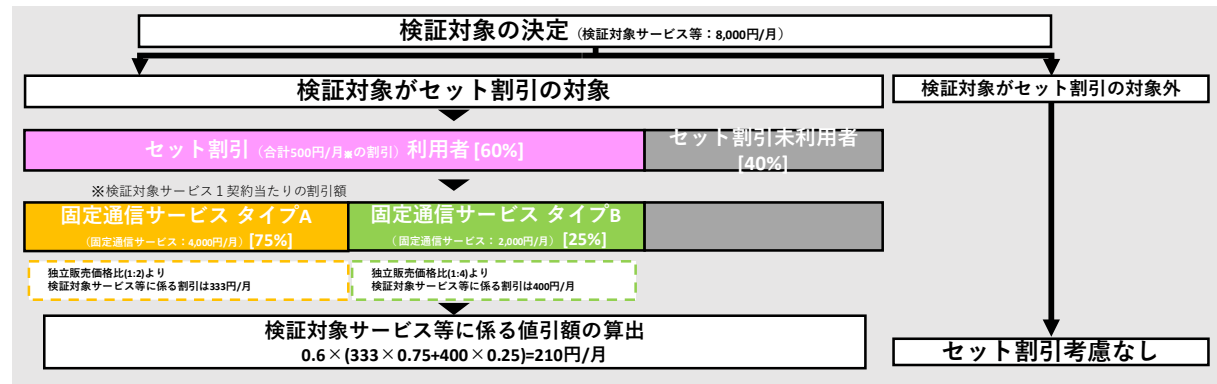 検証対象の決定（検証対象サービス等：8,000円/月）
検証対象がセット割引の対象
検証対象がセット割引の対象外
セット割引（合計500円/月※の割引）利用者 [60%]
セット割引未利用者
[40%]
※検証対象サービス１契約当たりの割引額
固定通信サービス タイプA
（固定通信サービス：4,000円/月）[75%]
固定通信サービス タイプB
（固定通信サービス：2,000円/月）[25%]
独立販売価格比(1:2)より
検証対象サービス等に係る割引は333円/月
独立販売価格比(1:4)より
検証対象サービス等に係る割引は400円/月
検証対象サービス等に係る値引額の算出
0.6×(333×0.75+400×0.25)=210円/月
セット割引考慮なし